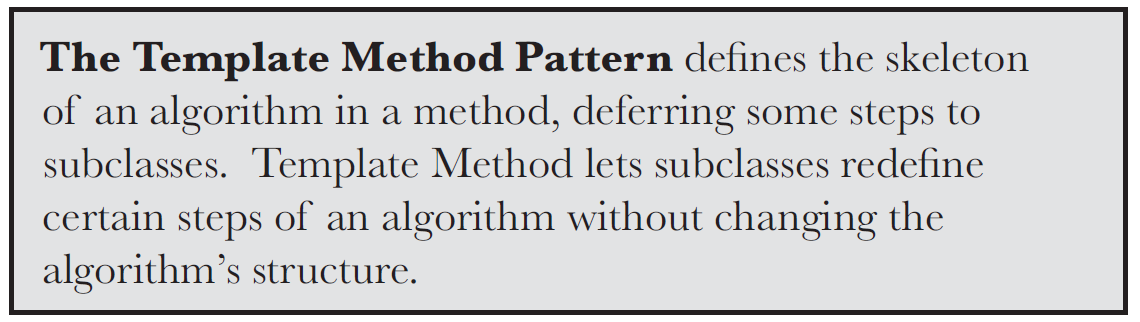 The Template Method Pattern defines the skeleton
of an algorithm in a method, deferring some steps to
subclasses.  Template Method lets subclasses redefine
certain steps of an algorithm without changing the
algorithm’s structure.